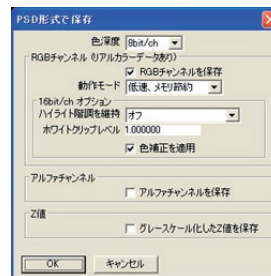 PSD形式で保存
色深度 8bit/ch
RGBチャンネル (リアルカラーデータあり)
RGBチャンネルを保存
動作モード 低速、メモリ節約
16bit/ch オプション
ハイライト階調を維持 オフ
ホワイトクリップレベル 1.000000
色補正を適用
アルファチャンネル
アルファチャンネルを保存
Z値
グレースケール化したZ値を保存
OK キャンセル